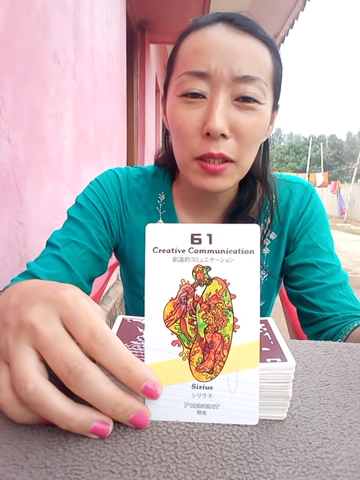 61
Creative Communication
創造的コミュニケーション
Sirius
シリウス
PRESENT
現在